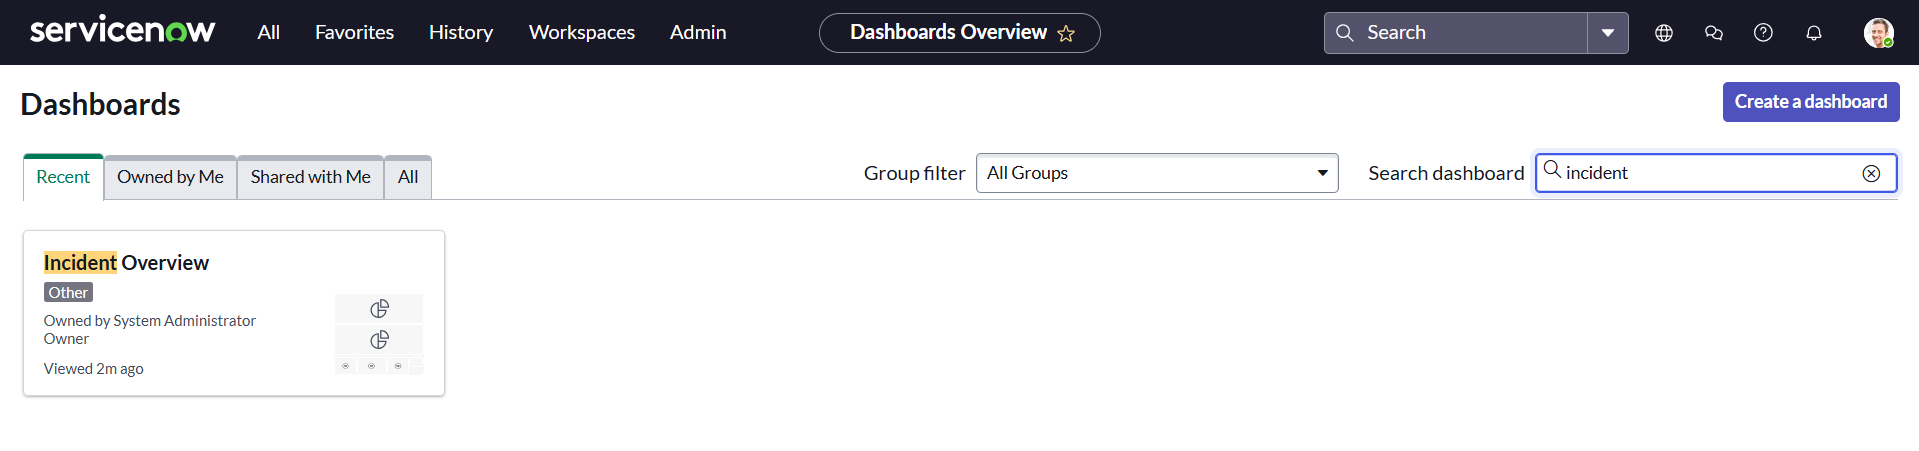 servicenow All Favorites History Workspaces Admin Dashboards Overview Search
Dashboards Create a dashboard
Recent Owned by Me Shared with Me All Group filter All Groups Search dashboard incident
Incident Overview
Other
Owned by System Administrator
Owner
Viewed 2m ago